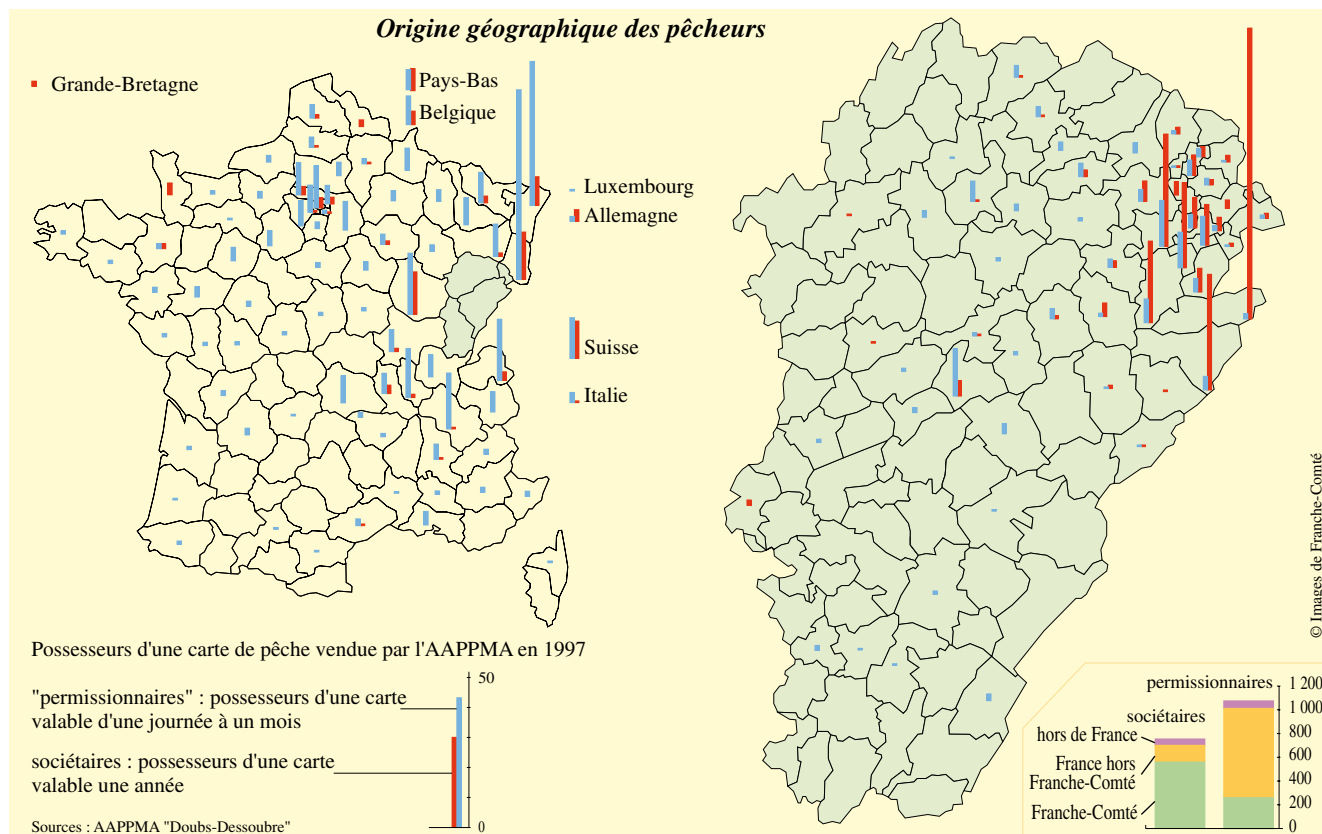 Origine géographique des pêcheurs
Grande-Bretagne
Pays-Bas
Belgique
Luxembourg
Allemagne
Suisse
Italie
Possesseurs d'une carte de pêche vendue par l'AAPPMA en 1997
"permissionnaires" : possesseurs d'une carte
valable d'une journée à un mois
sociétaires : possesseurs d'une carte
valable une année
50
0
Sources : AAPPMA "Doubs-Dessoubre"
permissionnaires
sociétaires
hors de France
France hors
Franche-Comté
Franche-Comté
1 200
1 000
800
600
400
200
0
© Images de Franche-Comté